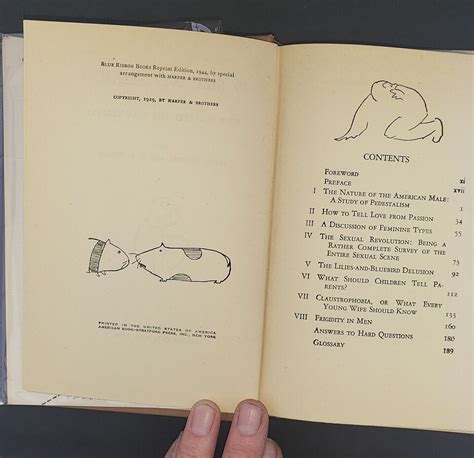 Blue Ribbon Books Reprint Edition, 1944, by special
arrangement with HARPER & BROTHERS
COPYRIGHT, 1929, BY HARPER & BROTHERS
PRINTED IN THE UNITED STATES OF AMERICA
AMERICAN BOOK–STRATFORD PRESS, INC., NEW YORK
CONTENTS
Foreword xi
Preface xvii
I The Nature of the American Male:
A Study of Pedestalism 1
II How to Tell Love from Passion 34
III A Discussion of Feminine Types 54
IV The Sexual Revolution: Being a
Rather Complete Survey of the
Entire Sexual Scene 73
V The Lilies-and-Bluebird Delusion 92
VI What Should Children Tell Par-
ents? 112
VII Claustrophobia, or What Every
Young Wife Should Know 135
VIII Frigidity in Men 160
Answers to Hard Questions 180
Glossary 189